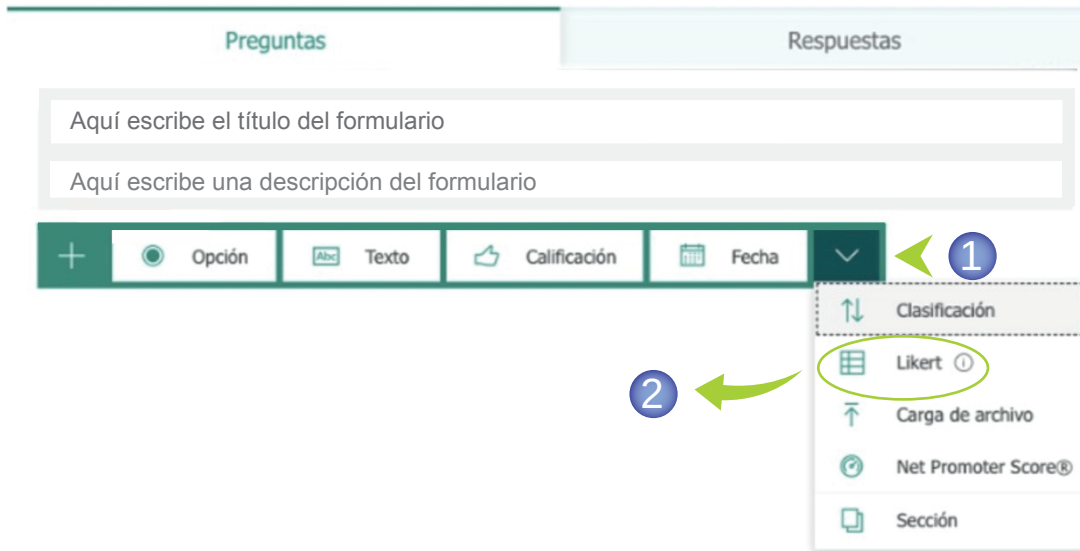 Preguntas
Respuestas
Aquí escribe el título del formulario
Aquí escribe una descripción del formulario
Opción
Abc
Texto
Calificación
Fecha
1
Clasificación
2
Likert
Carga de archivo
Net Promoter Score®
Sección